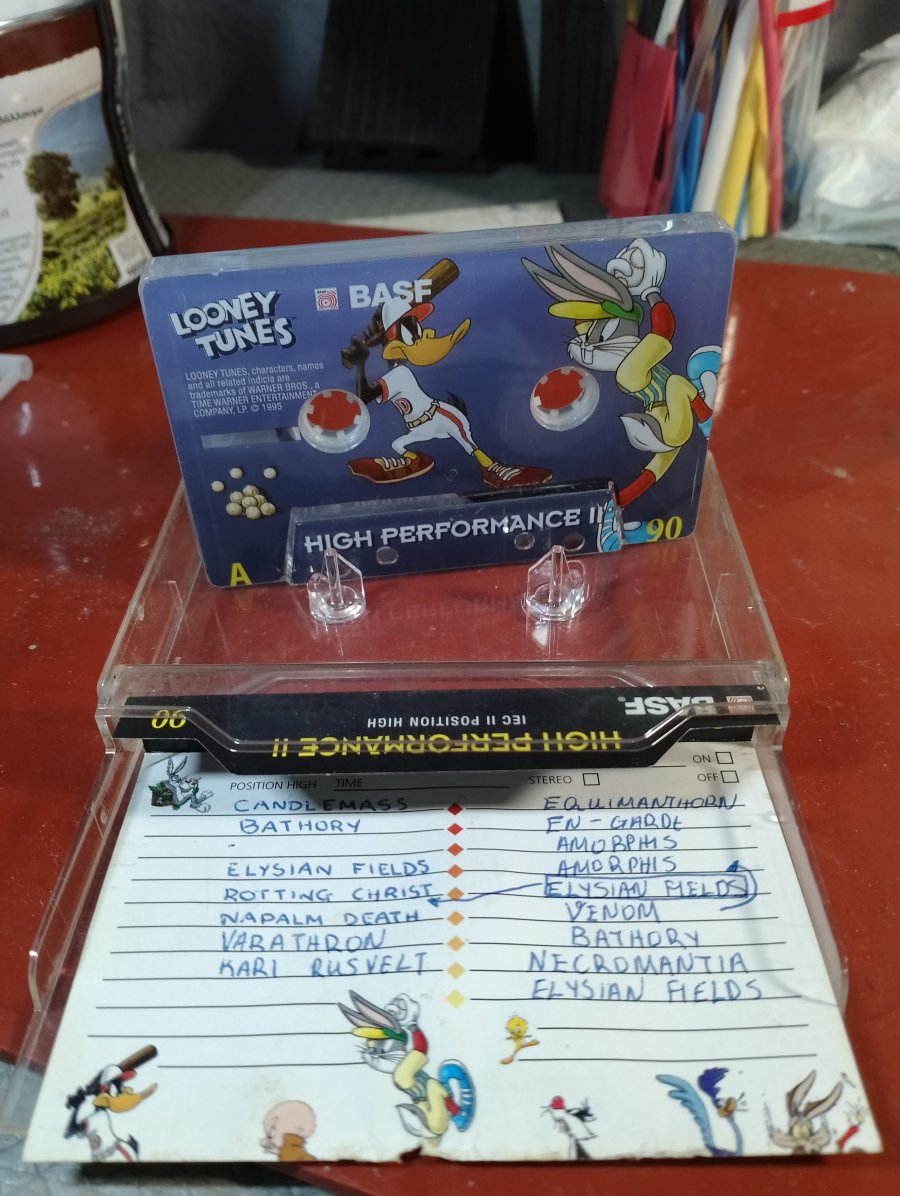 LOONEY TUNES™
BASF
LOONEY TUNES, characters, names
and all related indicia are
trademarks of WARNER BROS., a
TIME WARNER ENTERTAINMENT
COMPANY, LP. © 1995
HIGH PERFORMANCE II
90
A
BASF
90
IEC II POSITION HIGH
HIGH PERFORMANCE II
POSITION HIGH TIME STEREO ON
OFF
CANDLEMASS
BATHORY
ELYSIAN FIELDS
ROTTING CHRIST
NAPALM DEATH
VARATHRON
KARI RUSVELT
EQUIMANTHORN
EN-GARDE
AMORPHIS
AMORPHIS
ELYSIAN FIELDS
VENOM
BATHORY
NECROMANTIA
ELYSIAN FIELDS